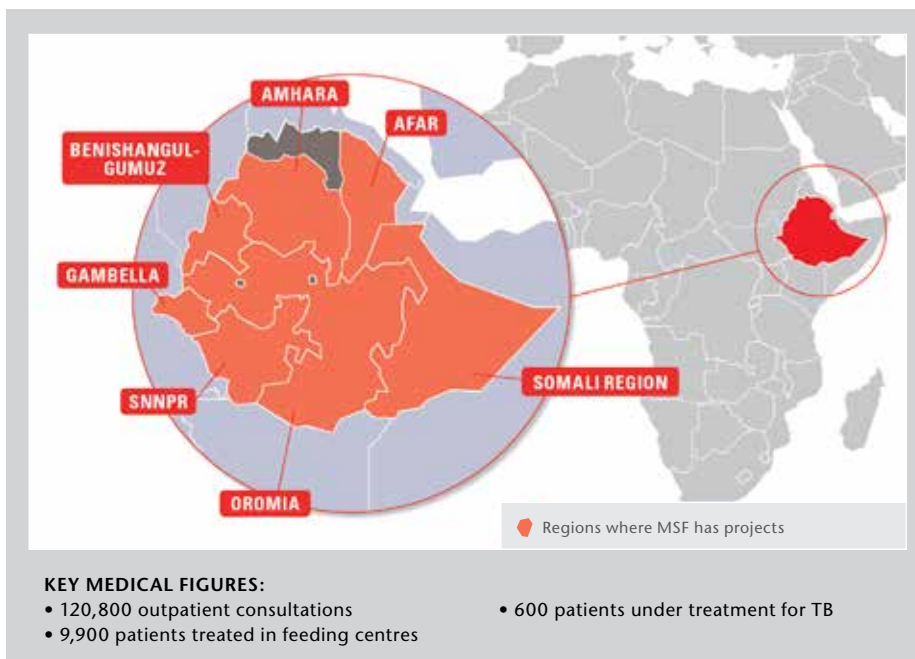 AMHARA
AFAR
BENISHANGUL-
GUMUZ
GAMBELLA
SNNPR
SOMALI REGION
OROMIA
Regions where MSF has projects
KEY MEDICAL FIGURES:
• 120,800 outpatient consultations
• 9,900 patients treated in feeding centres
• 600 patients under treatment for TB